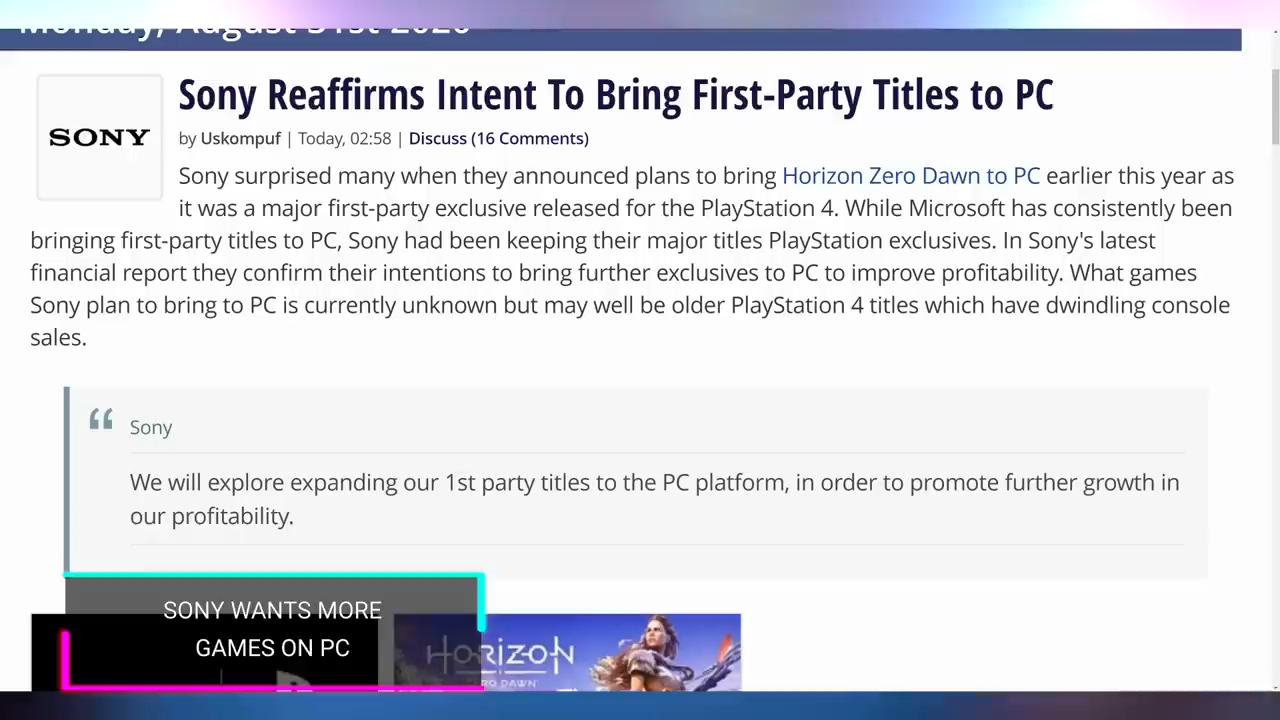 Monday, August 31st 2020
SONY
Sony Reaffirms Intent To Bring First-Party Titles to PC
by Uskompuf | Today, 02:58 | Discuss (16 Comments)
Sony surprised many when they announced plans to bring Horizon Zero Dawn to PC earlier this year as
it was a major first-party exclusive released for the PlayStation 4. While Microsoft has consistently been
bringing first-party titles to PC, Sony had been keeping their major titles PlayStation exclusives. In Sony's latest
financial report they confirm their intentions to bring further exclusives to PC to improve profitability. What games
Sony plan to bring to PC is currently unknown but may well be older PlayStation 4 titles which have dwindling console
sales.
“ Sony
We will explore expanding our 1st party titles to the PC platform, in order to promote further growth in
our profitability.
SONY WANTS MORE
GAMES ON PC
HORIZON
ZERO DAWN